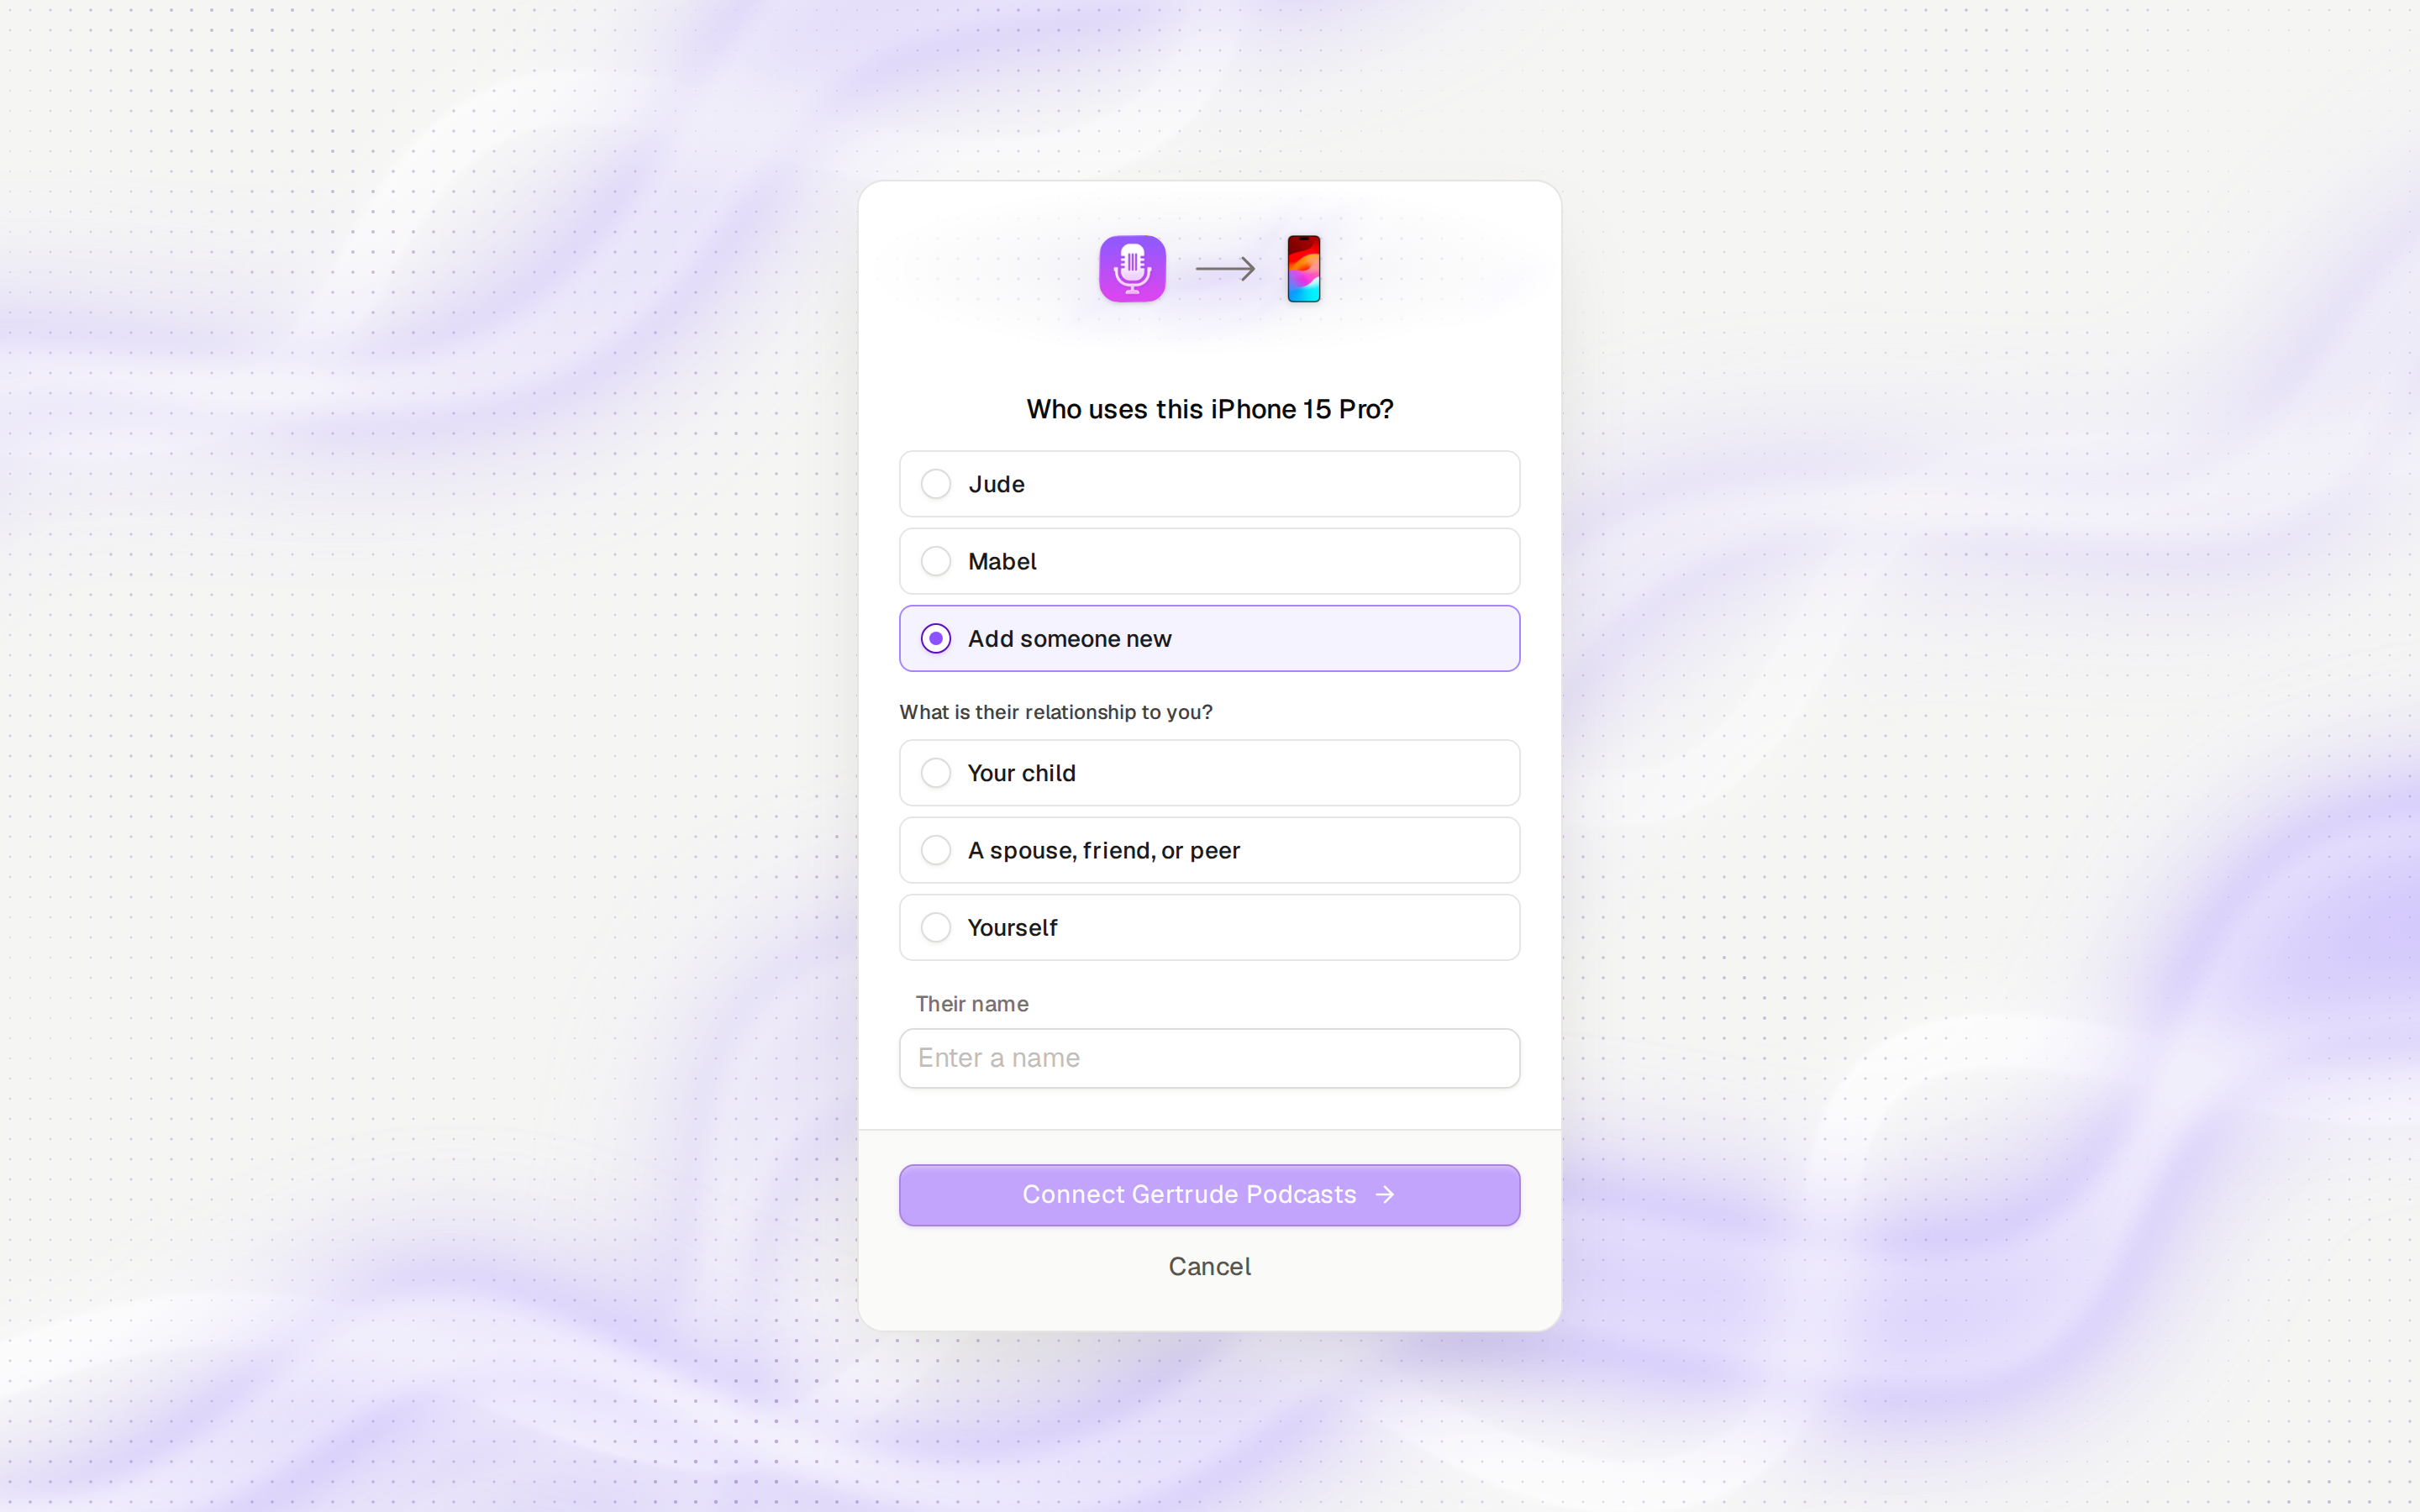 Who uses this iPhone 15 Pro?
Jude
Mabel
Add someone new
What is their relationship to you?
Your child
A spouse, friend, or peer
Yourself
Their name
Enter a name
Connect Gertrude Podcasts
Cancel